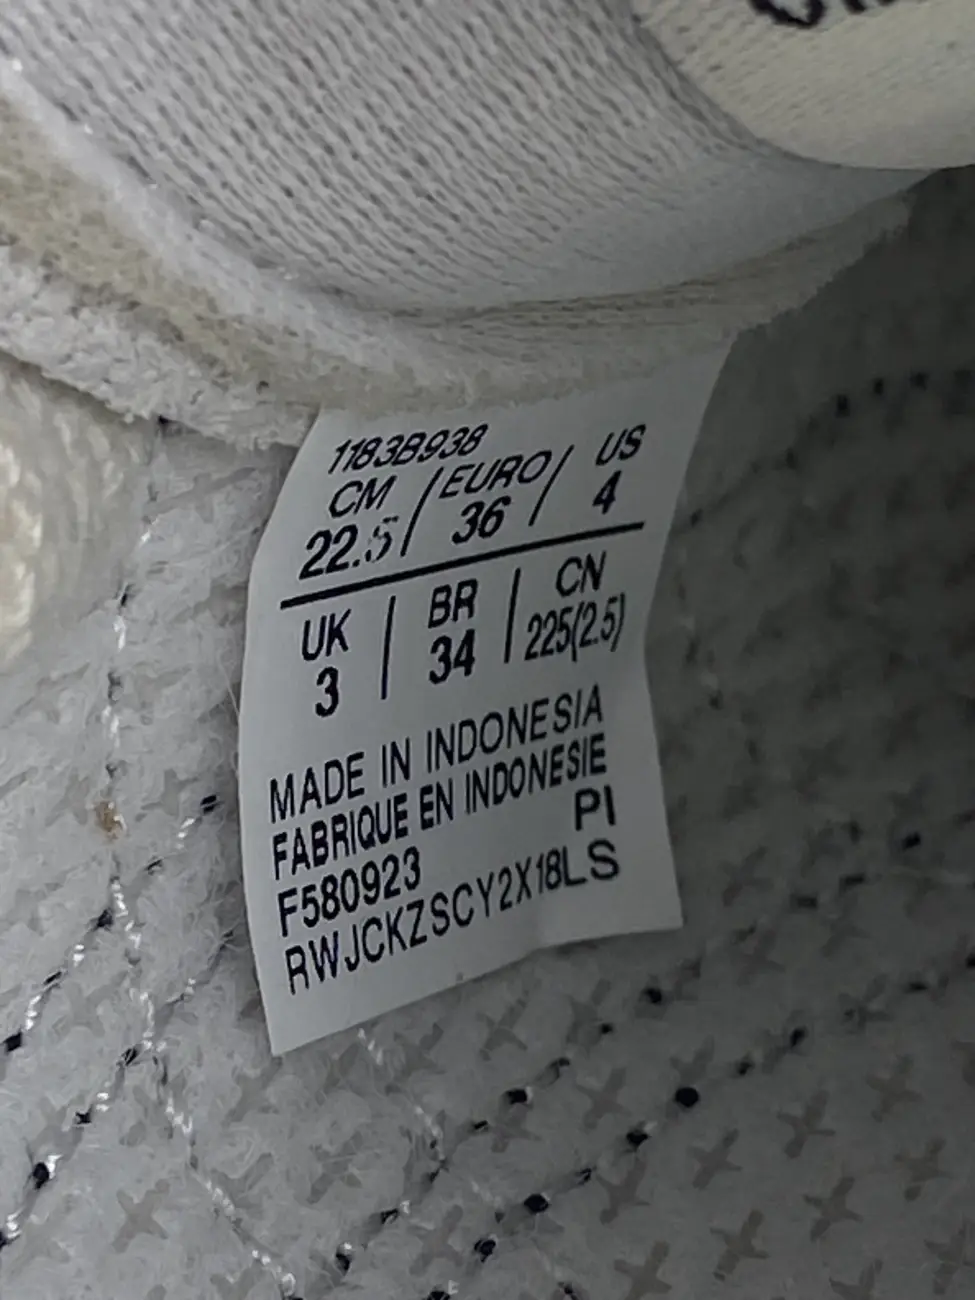 1183B938
CM / EURO / US
22.5 / 36 / 4
UK | BR | CN
3 | 34 | 225(2.5)
MADE IN INDONESIA
FABRIQUE EN INDONESIE
PI
F580923
RWJCKZSCY2X18LS